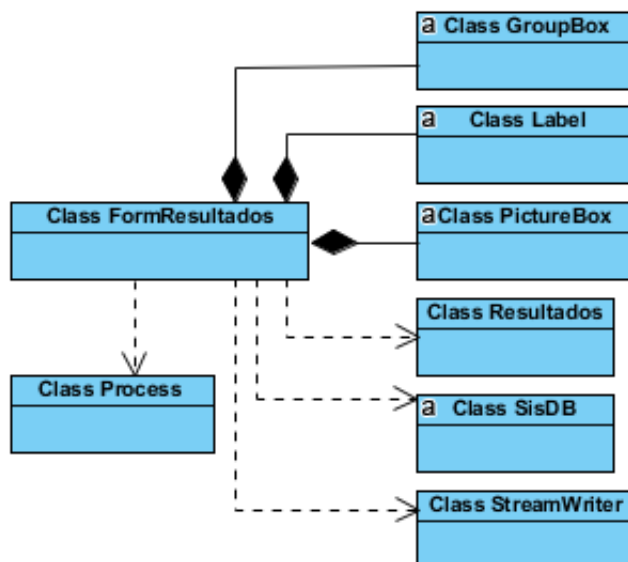 a Class GroupBox
a Class Label
Class FormResultados
a Class PictureBox
Class Resultados
Class Process
a Class SisDB
Class StreamWriter